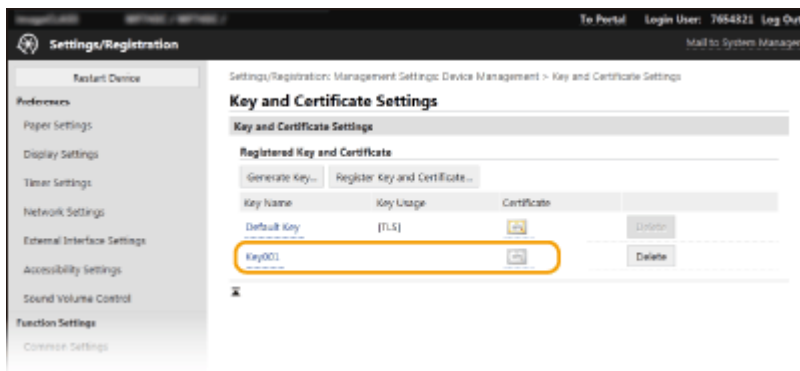 To Portal Login User: 7654321 Log Out
Settings/Registration
Mail to System Manager
Restart Device
Settings/Registration: Management Settings: Device Management > Key and Certificate Settings
Preferences
Key and Certificate Settings
Paper Settings
Key and Certificate Settings
Display Settings
Registered Key and Certificate
Timer Settings
Generate Key... Register Key and Certificate...
Network Settings
Key Name Key Usage Certificate
External Interface Settings
Default Key [TLS] Delete
Accessibility Settings
Key001 Delete
Sound Volume Control
Function Settings
Common Settings